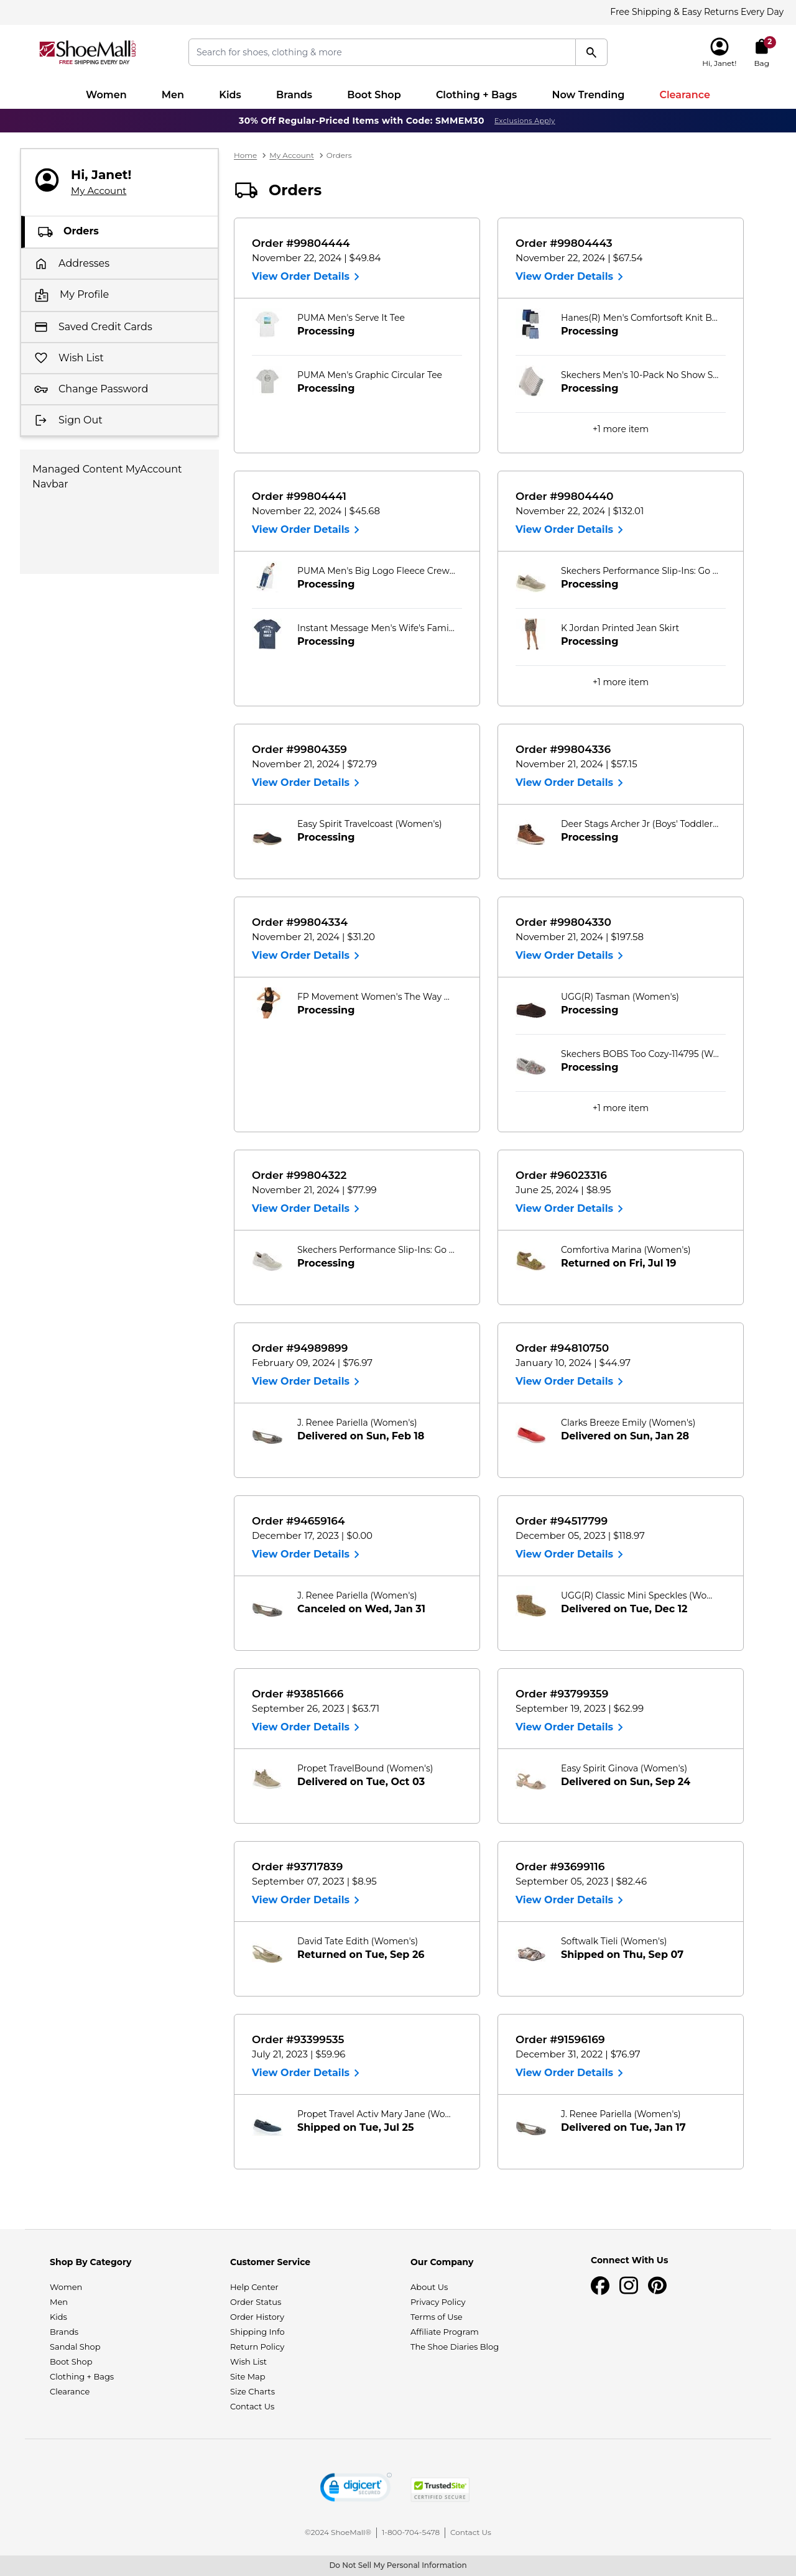 Free Shipping & Easy Returns Every Day
ShoeMall.com
FREE SHIPPING EVERY DAY
Search for shoes, clothing & more
Hi, Janet!
2
Bag
Women
Men
Kids
Brands
Boot Shop
Clothing + Bags
Now Trending
Clearance
30% Off Regular-Priced Items with Code: SMMEM30
Exclusions Apply
Hi, Janet!
My Account
Orders
Addresses
My Profile
Saved Credit Cards
Wish List
Change Password
Sign Out
Managed Content MyAccount
Navbar
Home > My Account > Orders
Orders
Order #99804444
November 22, 2024 | $49.84
View Order Details
PUMA Men's Serve It Tee
Processing
PUMA Men's Graphic Circular Tee
Processing
Order #99804443
November 22, 2024 | $67.54
View Order Details
Hanes(R) Men's Comfortsoft Knit B...
Processing
Skechers Men's 10-Pack No Show S...
Processing
+1 more item
Order #99804441
November 22, 2024 | $45.68
View Order Details
PUMA Men's Big Logo Fleece Crew...
Processing
Instant Message Men's Wife's Fami...
Processing
Order #99804440
November 22, 2024 | $132.01
View Order Details
Skechers Performance Slip-Ins: Go ...
Processing
K Jordan Printed Jean Skirt
Processing
+1 more item
Order #99804359
November 21, 2024 | $72.79
View Order Details
Easy Spirit Travelcoast (Women's)
Processing
Order #99804336
November 21, 2024 | $57.15
View Order Details
Deer Stags Archer Jr (Boys' Toddler...
Processing
Order #99804334
November 21, 2024 | $31.20
View Order Details
FP Movement Women's The Way ...
Processing
Order #99804330
November 21, 2024 | $197.58
View Order Details
UGG(R) Tasman (Women's)
Processing
Skechers BOBS Too Cozy-114795 (W...
Processing
+1 more item
Order #99804322
November 21, 2024 | $77.99
View Order Details
Skechers Performance Slip-Ins: Go ...
Processing
Order #96023316
June 25, 2024 | $8.95
View Order Details
Comfortiva Marina (Women's)
Returned on Fri, Jul 19
Order #94989899
February 09, 2024 | $76.97
View Order Details
J. Renee Pariella (Women's)
Delivered on Sun, Feb 18
Order #94810750
January 10, 2024 | $44.97
View Order Details
Clarks Breeze Emily (Women's)
Delivered on Sun, Jan 28
Order #94659164
December 17, 2023 | $0.00
View Order Details
J. Renee Pariella (Women's)
Canceled on Wed, Jan 31
Order #94517799
December 05, 2023 | $118.97
View Order Details
UGG(R) Classic Mini Speckles (Wo...
Delivered on Tue, Dec 12
Order #93851666
September 26, 2023 | $63.71
View Order Details
Propet TravelBound (Women's)
Delivered on Tue, Oct 03
Order #93799359
September 19, 2023 | $62.99
View Order Details
Easy Spirit Ginova (Women's)
Delivered on Sun, Sep 24
Order #93717839
September 07, 2023 | $8.95
View Order Details
David Tate Edith (Women's)
Returned on Tue, Sep 26
Order #93699116
September 05, 2023 | $82.46
View Order Details
Softwalk Tieli (Women's)
Shipped on Thu, Sep 07
Order #93399535
July 21, 2023 | $59.96
View Order Details
Propet Travel Activ Mary Jane (Wo...
Shipped on Tue, Jul 25
Order #91596169
December 31, 2022 | $76.97
View Order Details
J. Renee Pariella (Women's)
Delivered on Tue, Jan 17
Shop By Category
Women
Men
Kids
Brands
Sandal Shop
Boot Shop
Clothing + Bags
Clearance
Customer Service
Help Center
Order Status
Order History
Shipping Info
Return Policy
Wish List
Site Map
Size Charts
Contact Us
Our Company
About Us
Privacy Policy
Terms of Use
Affiliate Program
The Shoe Diaries Blog
Connect With Us
digicert
SECURED
TrustedSite
CERTIFIED SECURE
©2024 ShoeMall® | 1-800-704-5478 | Contact Us
Do Not Sell My Personal Information